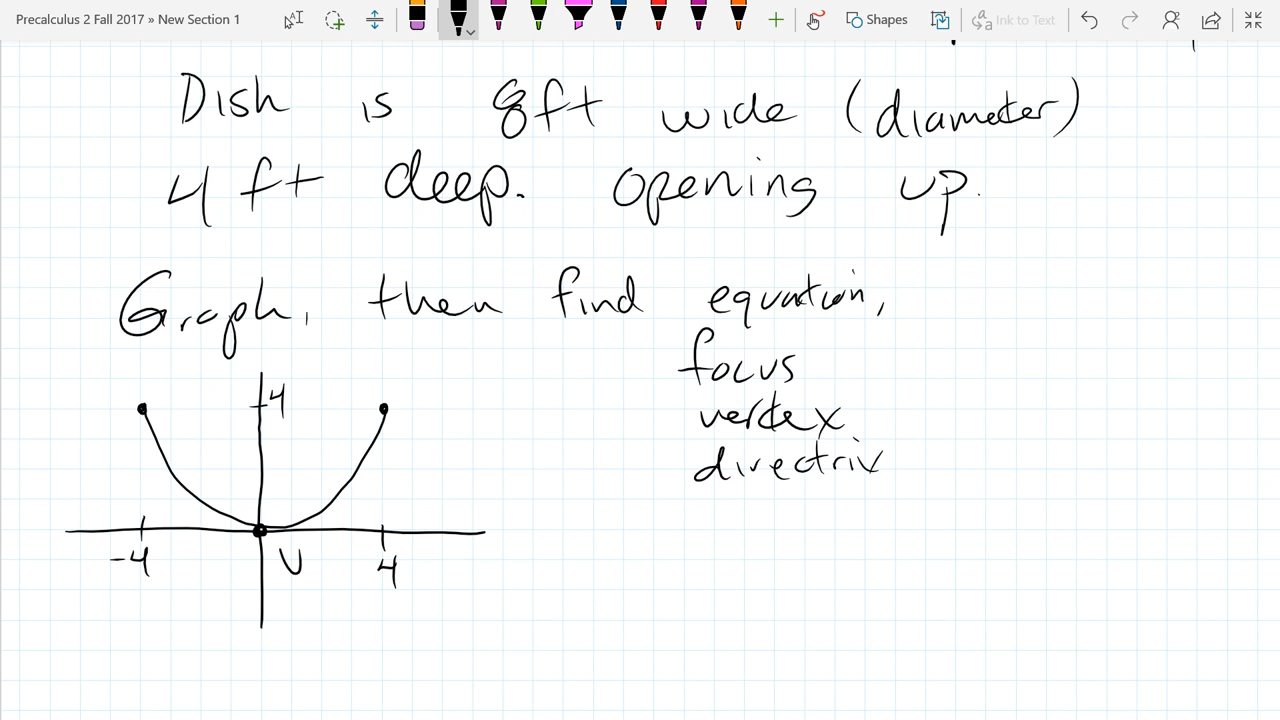 Precalculus 2 Fall 2017 » New Section 1
Shapes
Ink to Text
Dish is 8ft wide (diameter)
4 ft deep. opening up.
Graph, then find equation,
focus
vertex
directrix
4
-4
V
4